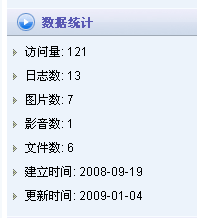 数据统计
访问量: 121
日志数: 13
图片数: 7
影音数: 1
文件数: 6
建立时间: 2008-09-19
更新时间: 2009-01-04